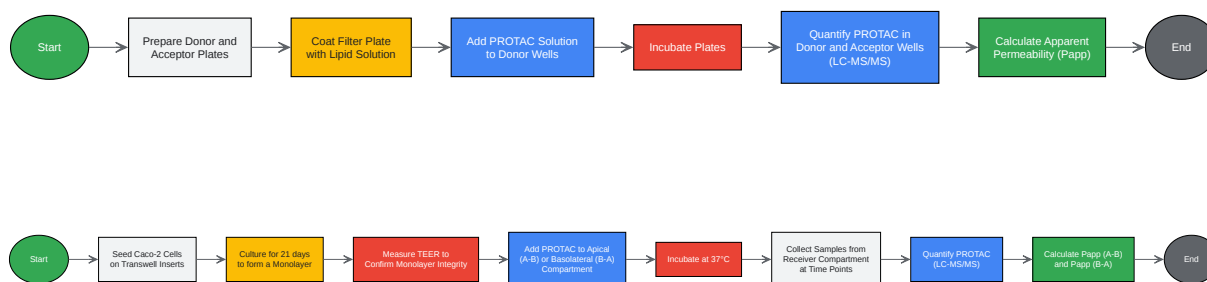 Start
Prepare Donor and
Acceptor Plates
Coat Filter Plate
with Lipid Solution
Add PROTAC Solution
to Donor Wells
Incubate Plates
Quantify PROTAC in
Donor and Acceptor Wells
(LC-MS/MS)
Calculate Apparent
Permeability (Papp)
End
Start
Seed Caco-2 Cells
on Transwell Inserts
Culture for 21 days
to form a Monolayer
Measure TEER to
Confirm Monolayer Integrity
Add PROTAC to Apical
(A-B) or Basolateral (B-A)
Compartment
Incubate at 37°C
Collect Samples from
Receiver Compartment
at Time Points
Quantify PROTAC
(LC-MS/MS)
Calculate Papp (A-B)
and Papp (B-A)
End